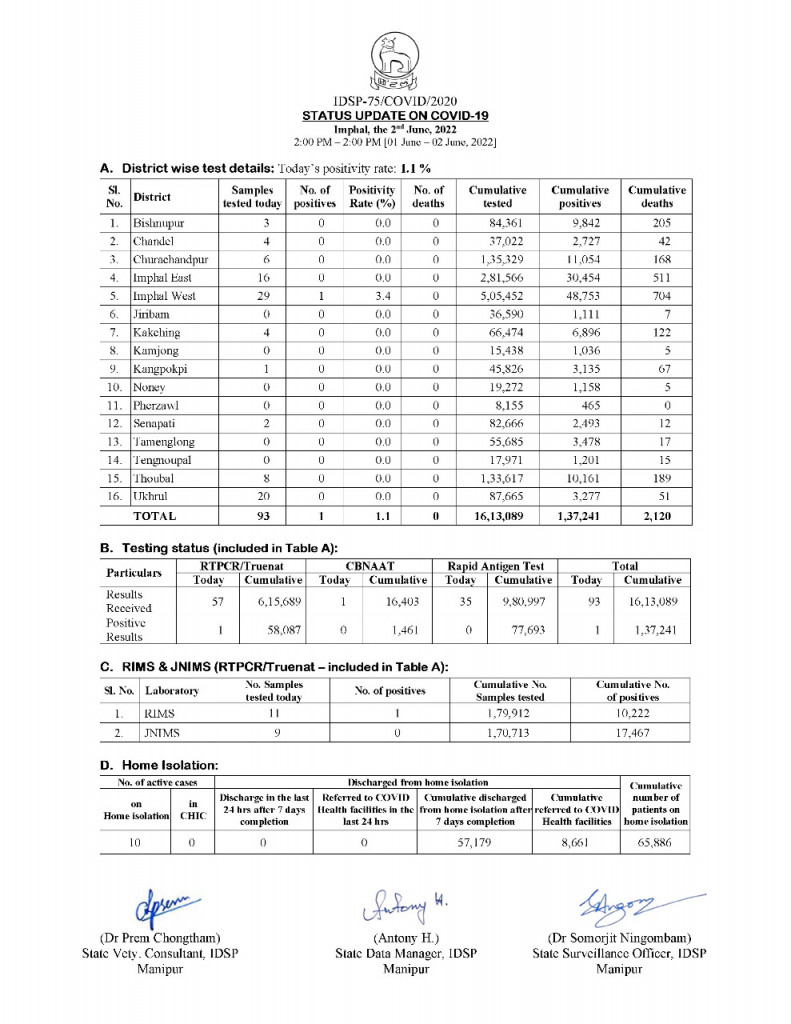 IDSP-75/COVID/2020
STATUS UPDATE ON COVID-19
Imphal, the 2nd June, 2022
2:00 PM – 2:00 PM [01 June – 02 June, 2022]
A. District wise test details: Today's positivity rate: 1.1 %
Sl. No. District Samples tested today No. of positives Positivity Rate (%) No. of deaths Cumulative tested Cumulative positives Cumulative deaths
1. Bishnupur 3 0 0.0 0 84,361 9,842 205
2. Chandel 4 0 0.0 0 37,022 2,727 42
3. Churachandpur 6 0 0.0 0 1,35,329 11,054 168
4. Imphal East 16 0 0.0 0 2,81,566 30,454 511
5. Imphal West 29 1 3.4 0 5,05,452 48,753 704
6. Jiribam 0 0 0.0 0 36,590 1,111 7
7. Kakching 4 0 0.0 0 66,474 6,896 122
8. Kamjong 0 0 0.0 0 15,438 1,036 5
9. Kangpokpi 1 0 0.0 0 45,826 3,135 67
10. Noney 0 0 0.0 0 19,272 1,158 5
11. Pherzawl 0 0 0.0 0 8,155 465 0
12. Senapati 2 0 0.0 0 82,666 2,493 12
13. Tamenglong 0 0 0.0 0 55,685 3,478 17
14. Tengnoupal 0 0 0.0 0 17,971 1,201 15
15. Thoubal 8 0 0.0 0 1,33,617 10,161 189
16. Ukhrul 20 0 0.0 0 87,665 3,277 51
TOTAL 93 1 1.1 0 16,13,089 1,37,241 2,120
B. Testing status (included in Table A):
Particulars RTPCR/Truenat CBNAAT Rapid Antigen Test Total
Today Cumulative Today Cumulative Today Cumulative Today Cumulative
Results Received 57 6,15,689 1 16,403 35 9,80,997 93 16,13,089
Positive Results 1 58,087 0 1,461 0 77,693 1 1,37,241
C. RIMS & JNIMS (RTPCR/Truenat – included in Table A):
Sl. No. Laboratory No. Samples tested today No. of positives Cumulative No. Samples tested Cumulative No. of positives
1. RIMS 11 1 1,79,912 10,222
2. JNIMS 9 0 1,70,713 17,467
D. Home Isolation:
No. of active cases Discharged from home isolation Cumulative number of patients on home isolation
on Home isolation in CHIC Discharge in the last 24 hrs after 7 days completion Referred to COVID Health facilities in the last 24 hrs Cumulative discharged from home isolation after 7 days completion Cumulative referred to COVID Health facilities
10 0 0 0 57,179 8,661 65,886
Antony H.
(Dr Prem Chongtham) (Antony H.) (Dr Somorjit Ningombam)
State Vety. Consultant, IDSP State Data Manager, IDSP State Surveillance Officer, IDSP
Manipur Manipur Manipur